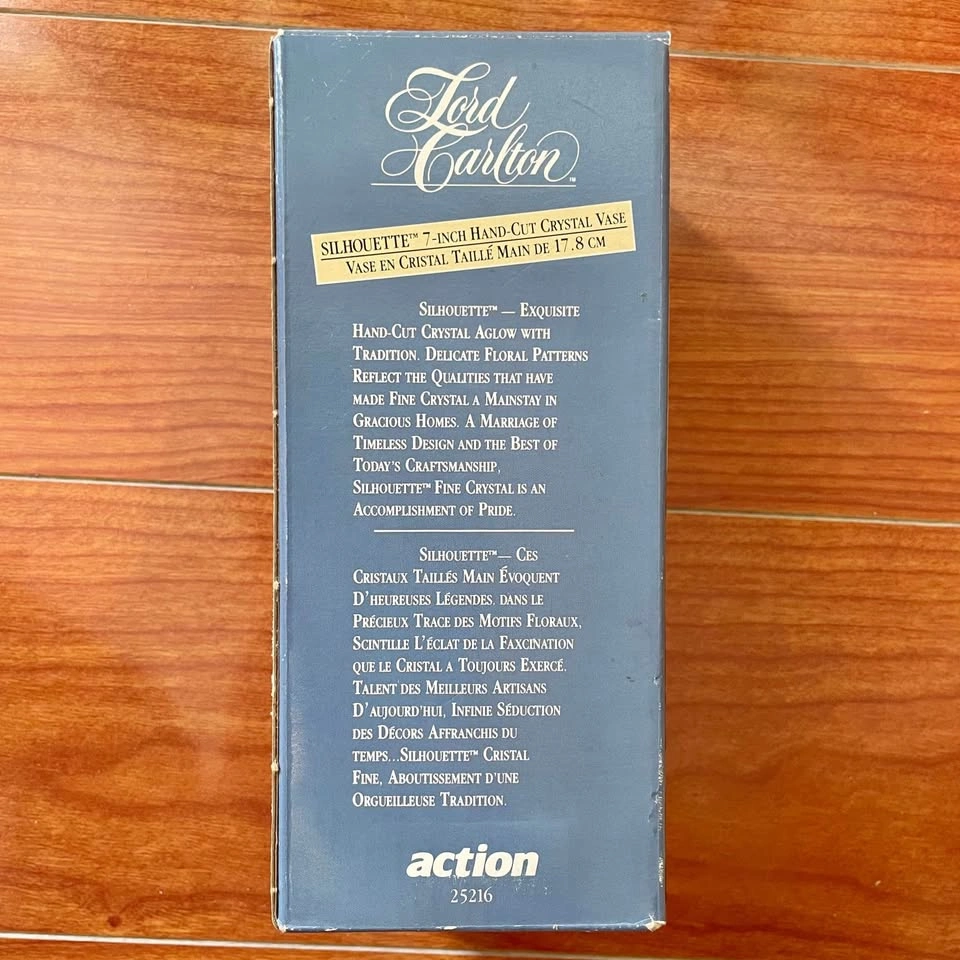 Lord
Carlton™
SILHOUETTE™ 7-INCH HAND-CUT CRYSTAL VASE
VASE EN CRISTAL TAILLÉ MAIN DE 17.8 CM
SILHOUETTE™ — EXQUISITE
HAND-CUT CRYSTAL AGLOW WITH
TRADITION. DELICATE FLORAL PATTERNS
REFLECT THE QUALITIES THAT HAVE
MADE FINE CRYSTAL A MAINSTAY IN
GRACIOUS HOMES. A MARRIAGE OF
TIMELESS DESIGN AND THE BEST OF
TODAY'S CRAFTSMANSHIP,
SILHOUETTE™ FINE CRYSTAL IS AN
ACCOMPLISHMENT OF PRIDE.
SILHOUETTE™— CES
CRISTAUX TAILLÉS MAIN ÉVOQUENT
D'HEUREUSES LÉGENDES. DANS LE
PRÉCIEUX TRACE DES MOTIFS FLORAUX,
SCINTILLE L'ÉCLAT DE LA FAXCINATION
QUE LE CRISTAL A TOUJOURS EXERCÉ.
TALENT DES MEILLEURS ARTISANS
D'AUJOURD'HUI, INFINIE SÉDUCTION
DES DÉCORS AFFRANCHIS DU
TEMPS...SILHOUETTE™ CRISTAL
FINE, ABOUTISSEMENT D'UNE
ORGUEILLEUSE TRADITION.
action
25216